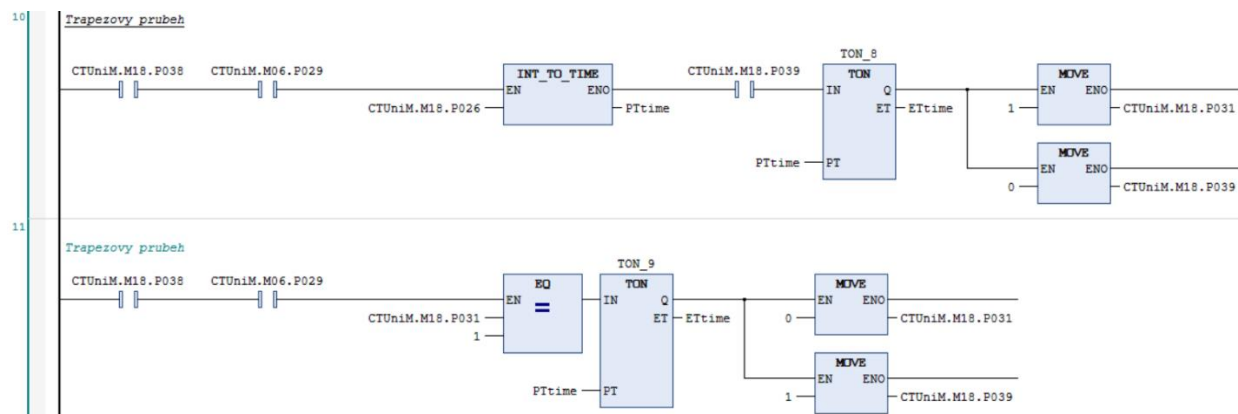 10
Trapezovy prubeh
TON_8
CTUniM.M18.P038 CTUniM.M06.P029 INT_TO_TIME CTUniM.M18.P039 TON MOVE
EN ENO IN Q EN ENO
CTUniM.M18.P026 PTtime ET ETtime 1 CTUniM.M18.P031
MOVE
PTtime PT EN ENO
0 CTUniM.M18.P039
11
Trapezovy prubeh
TON_9
CTUniM.M18.P038 CTUniM.M06.P029 EQ TON MOVE
EN = IN Q EN ENO
CTUniM.M18.P031 ET ETtime 0 CTUniM.M18.P031
1
MOVE
PTtime PT EN ENO
1 CTUniM.M18.P039